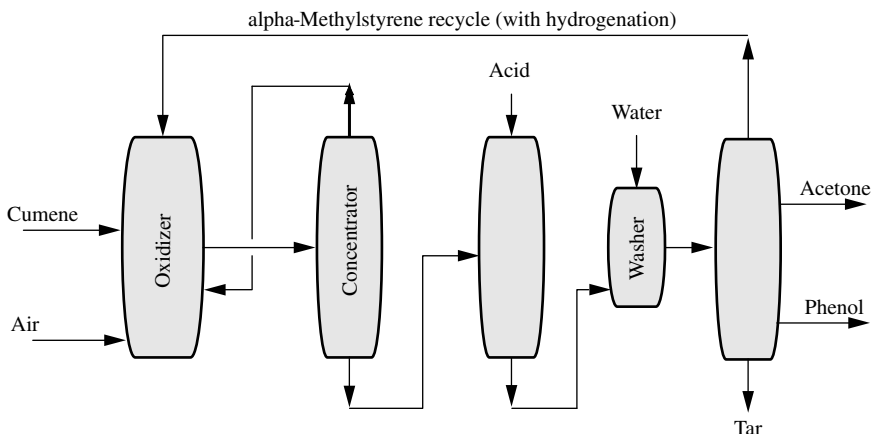 alpha-Methylstyrene recycle (with hydrogenation)
Acid
Water
Cumene
Air
Oxidizer
Concentrator
Washer
Acetone
Phenol
Tar